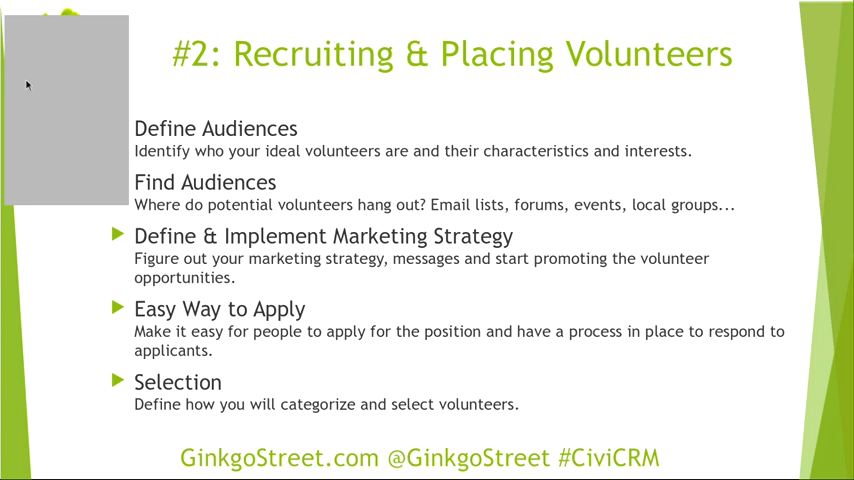 #2: Recruiting & Placing Volunteers
Define Audiences
Identify who your ideal volunteers are and their characteristics and interests.
Find Audiences
Where do potential volunteers hang out? Email lists, forums, events, local groups...
Define & Implement Marketing Strategy
Figure out your marketing strategy, messages and start promoting the volunteer
opportunities.
Easy Way to Apply
Make it easy for people to apply for the position and have a process in place to respond to
applicants.
Selection
Define how you will categorize and select volunteers.
GinkgoStreet.com @GinkgoStreet #CiviCRM